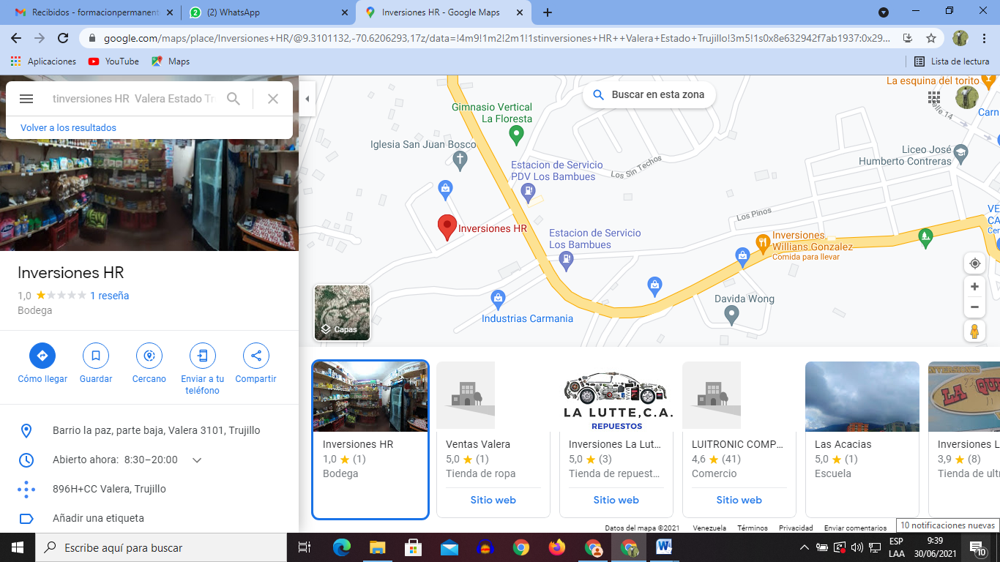 Recibidos - formacionpermanent
(2) WhatsApp
Inversiones HR - Google Maps
google.com/maps/place/Inversiones+HR/@9.3101132,-70.6206293,17z/data=!4m9!1m2!2m1!1stinversiones+HR++Valera+Estado+Trujillo!3m5!1s0x8e632942f7ab1937:0x29...
Aplicaciones
YouTube
Maps
Lista de lectura
tinversiones HR Valera Estado Tr
Volver a los resultados
Inversiones HR
1,0 1 reseña
Bodega
Cómo llegar
Guardar
Cercano
Enviar a tu
teléfono
Compartir
Barrio la paz, parte baja, Valera 3101, Trujillo
Abierto ahora: 8:30–20:00
896H+CC Valera, Trujillo
Añadir una etiqueta
Buscar en esta zona
La esquina del torito
Calle 14
Carn
Gimnasio Vertical
La Floresta
Iglesia San Juan Bosco
Estacion de Servicio
PDV Los Bambues
Los Sin Techos
Liceo José
Humberto Contreras
Los Pinos
VE
CA
Cen
Inversiones HR
Estacion de Servicio
Los Bambues
Inversiones
Willians Gonzalez
Comida para llevar
Davida Wong
Industrias Carmania
Capas
Inversiones HR
1,0 (1)
Bodega
Ventas Valera
5,0 (1)
Tienda de ropa
Sitio web
LA LUTTE,C.A.
REPUESTOS
Inversiones La Lut...
5,0 (3)
Tienda de repuest...
Sitio web
LUITRONIC COMP...
4,6 (41)
Comercio
Sitio web
Las Acacias
5,0 (1)
Escuela
INVERSIONES
LA QU
Inversiones L
3,9 (8)
Tienda de ultr
Datos del mapa ©2021
Venezuela
Términos
Privacidad
Enviar comentarios
10 notificaciones nuevas
Escribe aquí para buscar
W
ESP
LAA
9:39
30/06/2021
10